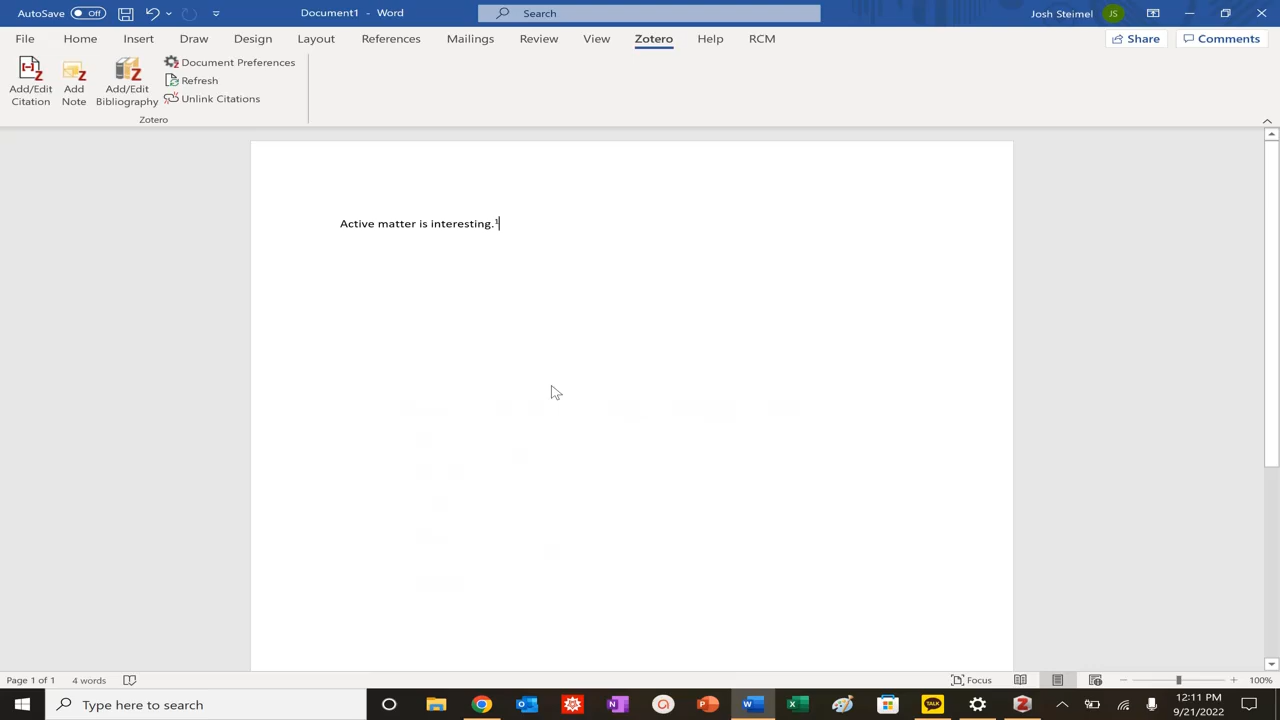 AutoSave Off Document1 - Word Search Josh Steimel JS
File Home Insert Draw Design Layout References Mailings Review View Zotero Help RCM Share Comments
Add/Edit Citation
Add Note
Add/Edit Bibliography
Document Preferences
Refresh
Unlink Citations
Zotero
Active matter is interesting.¹
Page 1 of 1 4 words Focus 100%
Type here to search
TALK
12:11 PM
9/21/2022